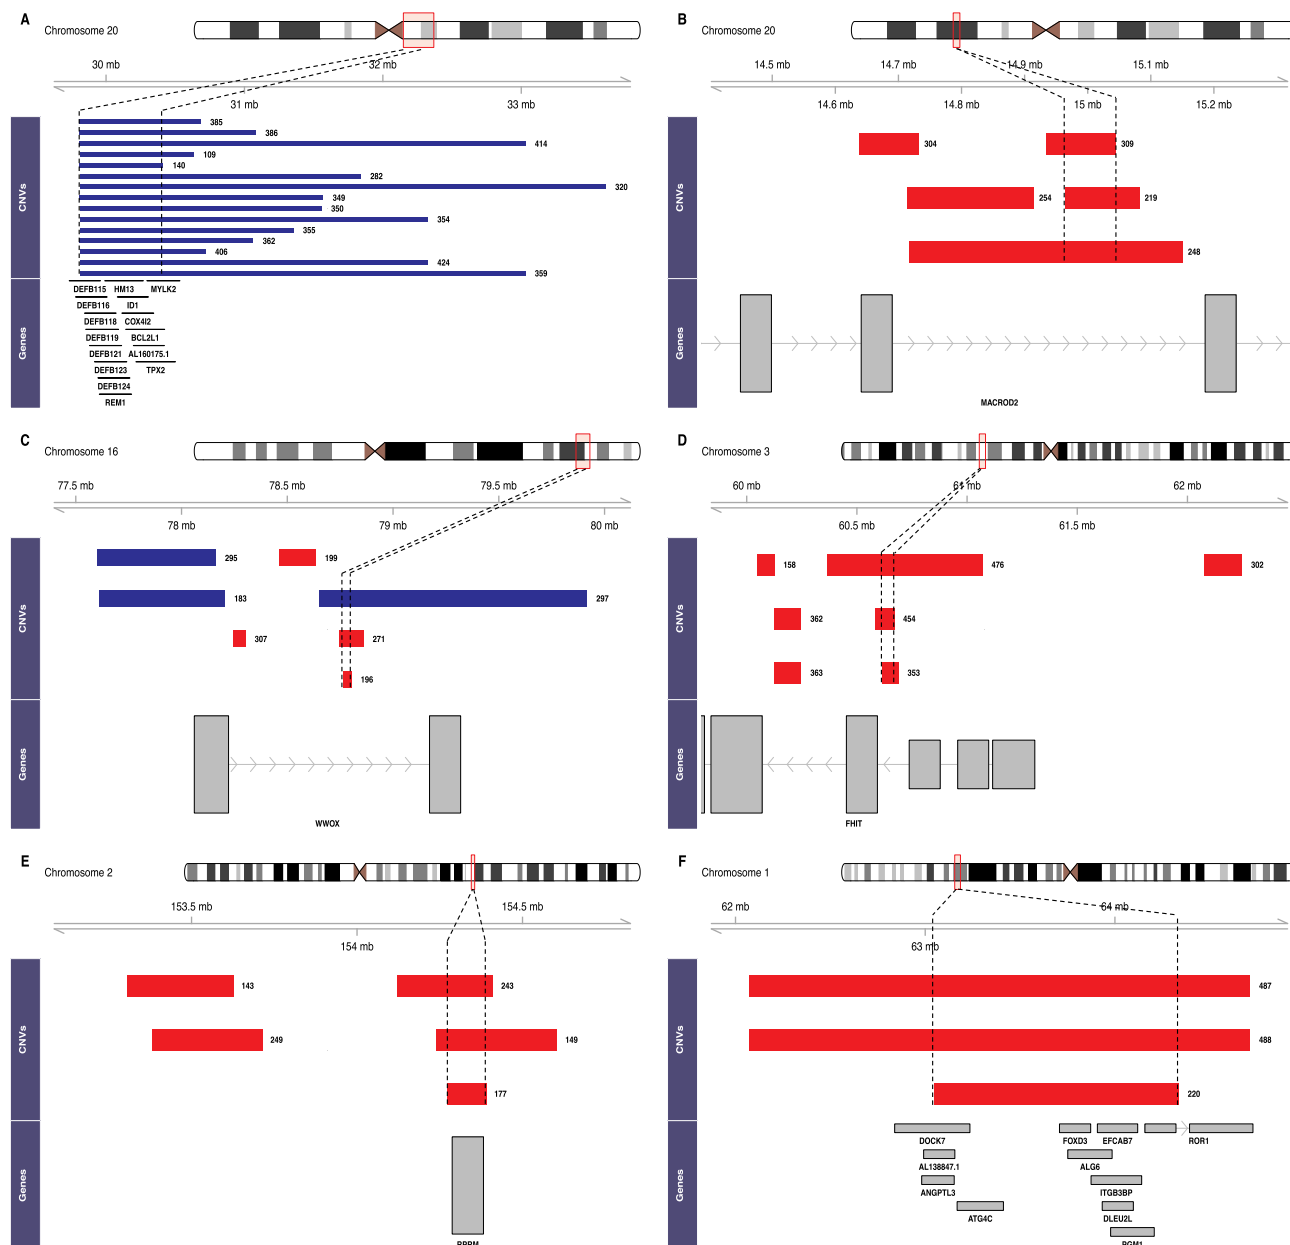 A
Chromosome 20
30 mb
32 mb
31 mb
33 mb
CNVs
385
386
414
109
140
282
320
349
350
354
355
362
406
424
359
Genes
DEFB115 HM13 MYLK2
DEFB116 ID1
DEFB118 COX4I2
DEFB119 BCL2L1
DEFB121 AL160175.1
DEFB123 TPX2
DEFB124
REM1
B
Chromosome 20
14.5 mb
14.7 mb
14.9 mb
15.1 mb
14.6 mb
14.8 mb
15 mb
15.2 mb
CNVs
304
309
254
219
248
Genes
MACROD2
C
Chromosome 16
77.5 mb
78.5 mb
79.5 mb
78 mb
79 mb
80 mb
CNVs
295
199
183
297
307
271
196
Genes
WWOX
D
Chromosome 3
60 mb
61 mb
62 mb
60.5 mb
61.5 mb
CNVs
158
476
302
362
454
363
353
Genes
FHIT
E
Chromosome 2
153.5 mb
154.5 mb
154 mb
CNVs
143
243
249
149
177
Genes
RPRM
F
Chromosome 1
62 mb
64 mb
63 mb
CNVs
487
488
220
Genes
DOCK7 FOXD3 EFCAB7 ROR1
AL138847.1 ALG6
ANGPTL3 ITGB3BP
ATG4C DLEU2L
PGM1